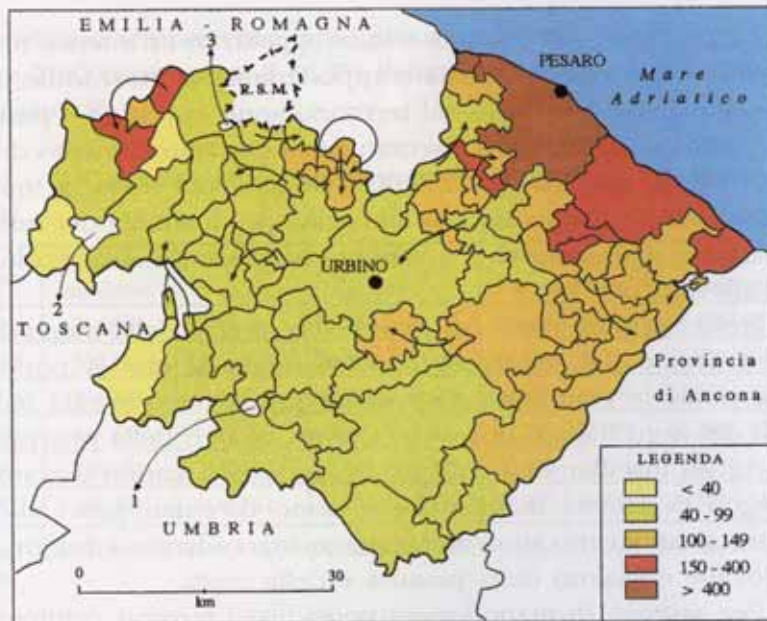 EMILIA - ROMAGNA
3
R.S.M.
PESARO
Mare
Adriatico
URBINO
2
TOSCANA
Provincia
di Ancona
1
UMBRIA
0 30
km
LEGENDA
< 40
40 - 99
100 - 149
150 - 400
> 400